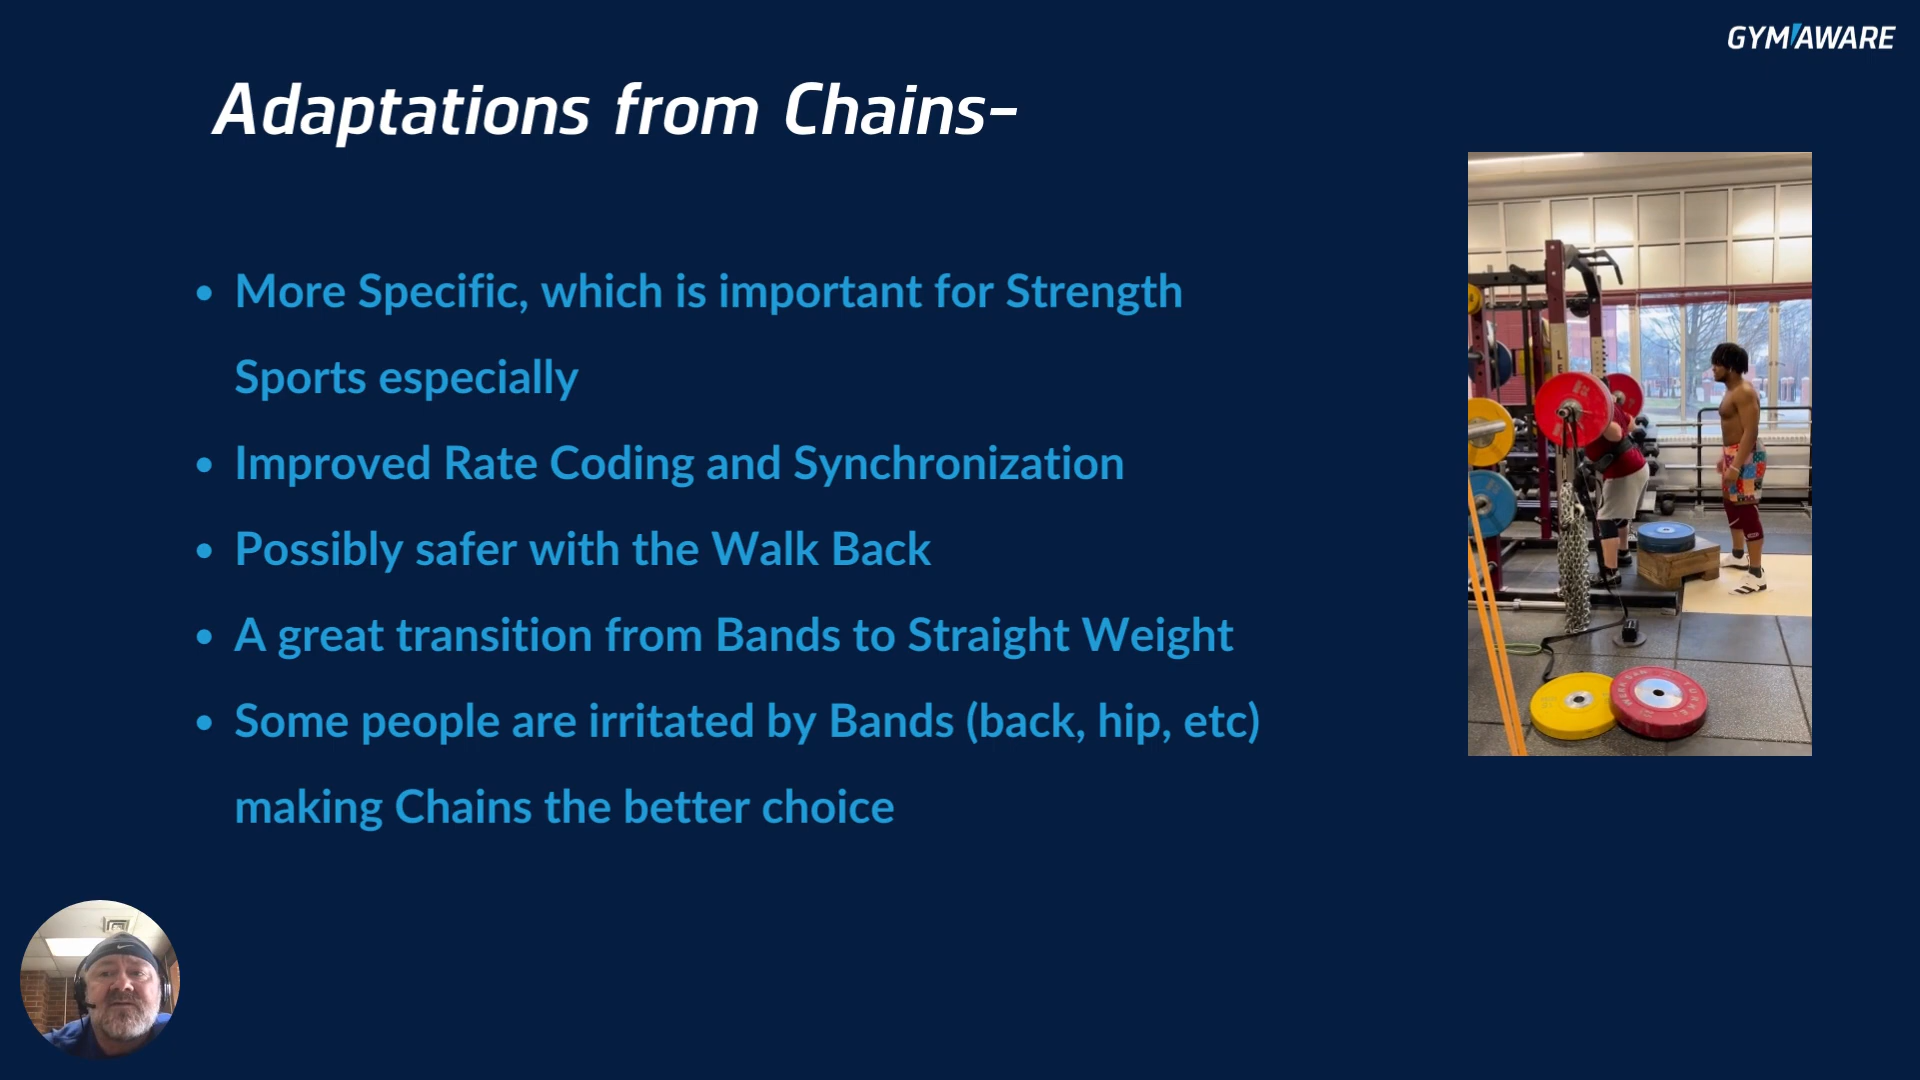 GYMAWARE
Adaptations from Chains-
• More Specific, which is important for Strength
Sports especially
• Improved Rate Coding and Synchronization
• Possibly safer with the Walk Back
• A great transition from Bands to Straight Weight
• Some people are irritated by Bands (back, hip, etc)
making Chains the better choice